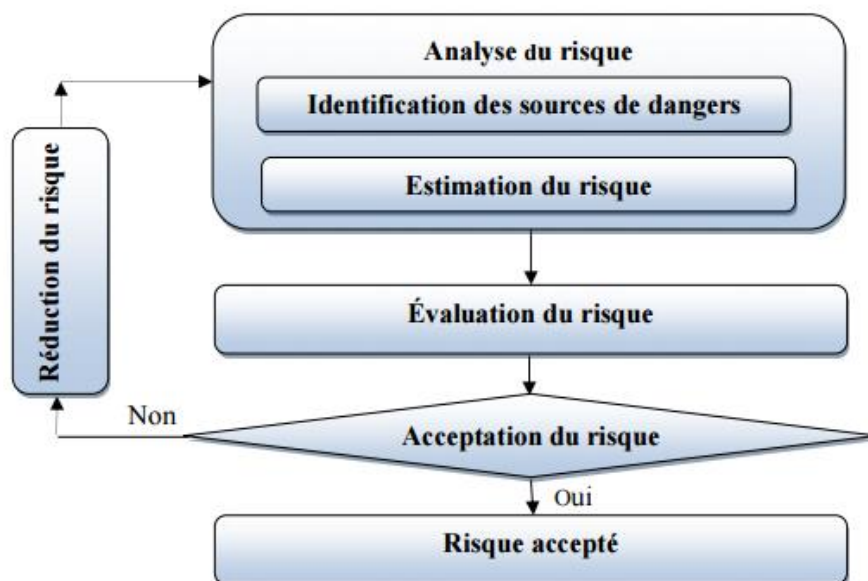 Analyse du risque
Identification des sources de dangers
Estimation du risque
Réduction du risque
Évaluation du risque
Non
Acceptation du risque
Oui
Risque accepté